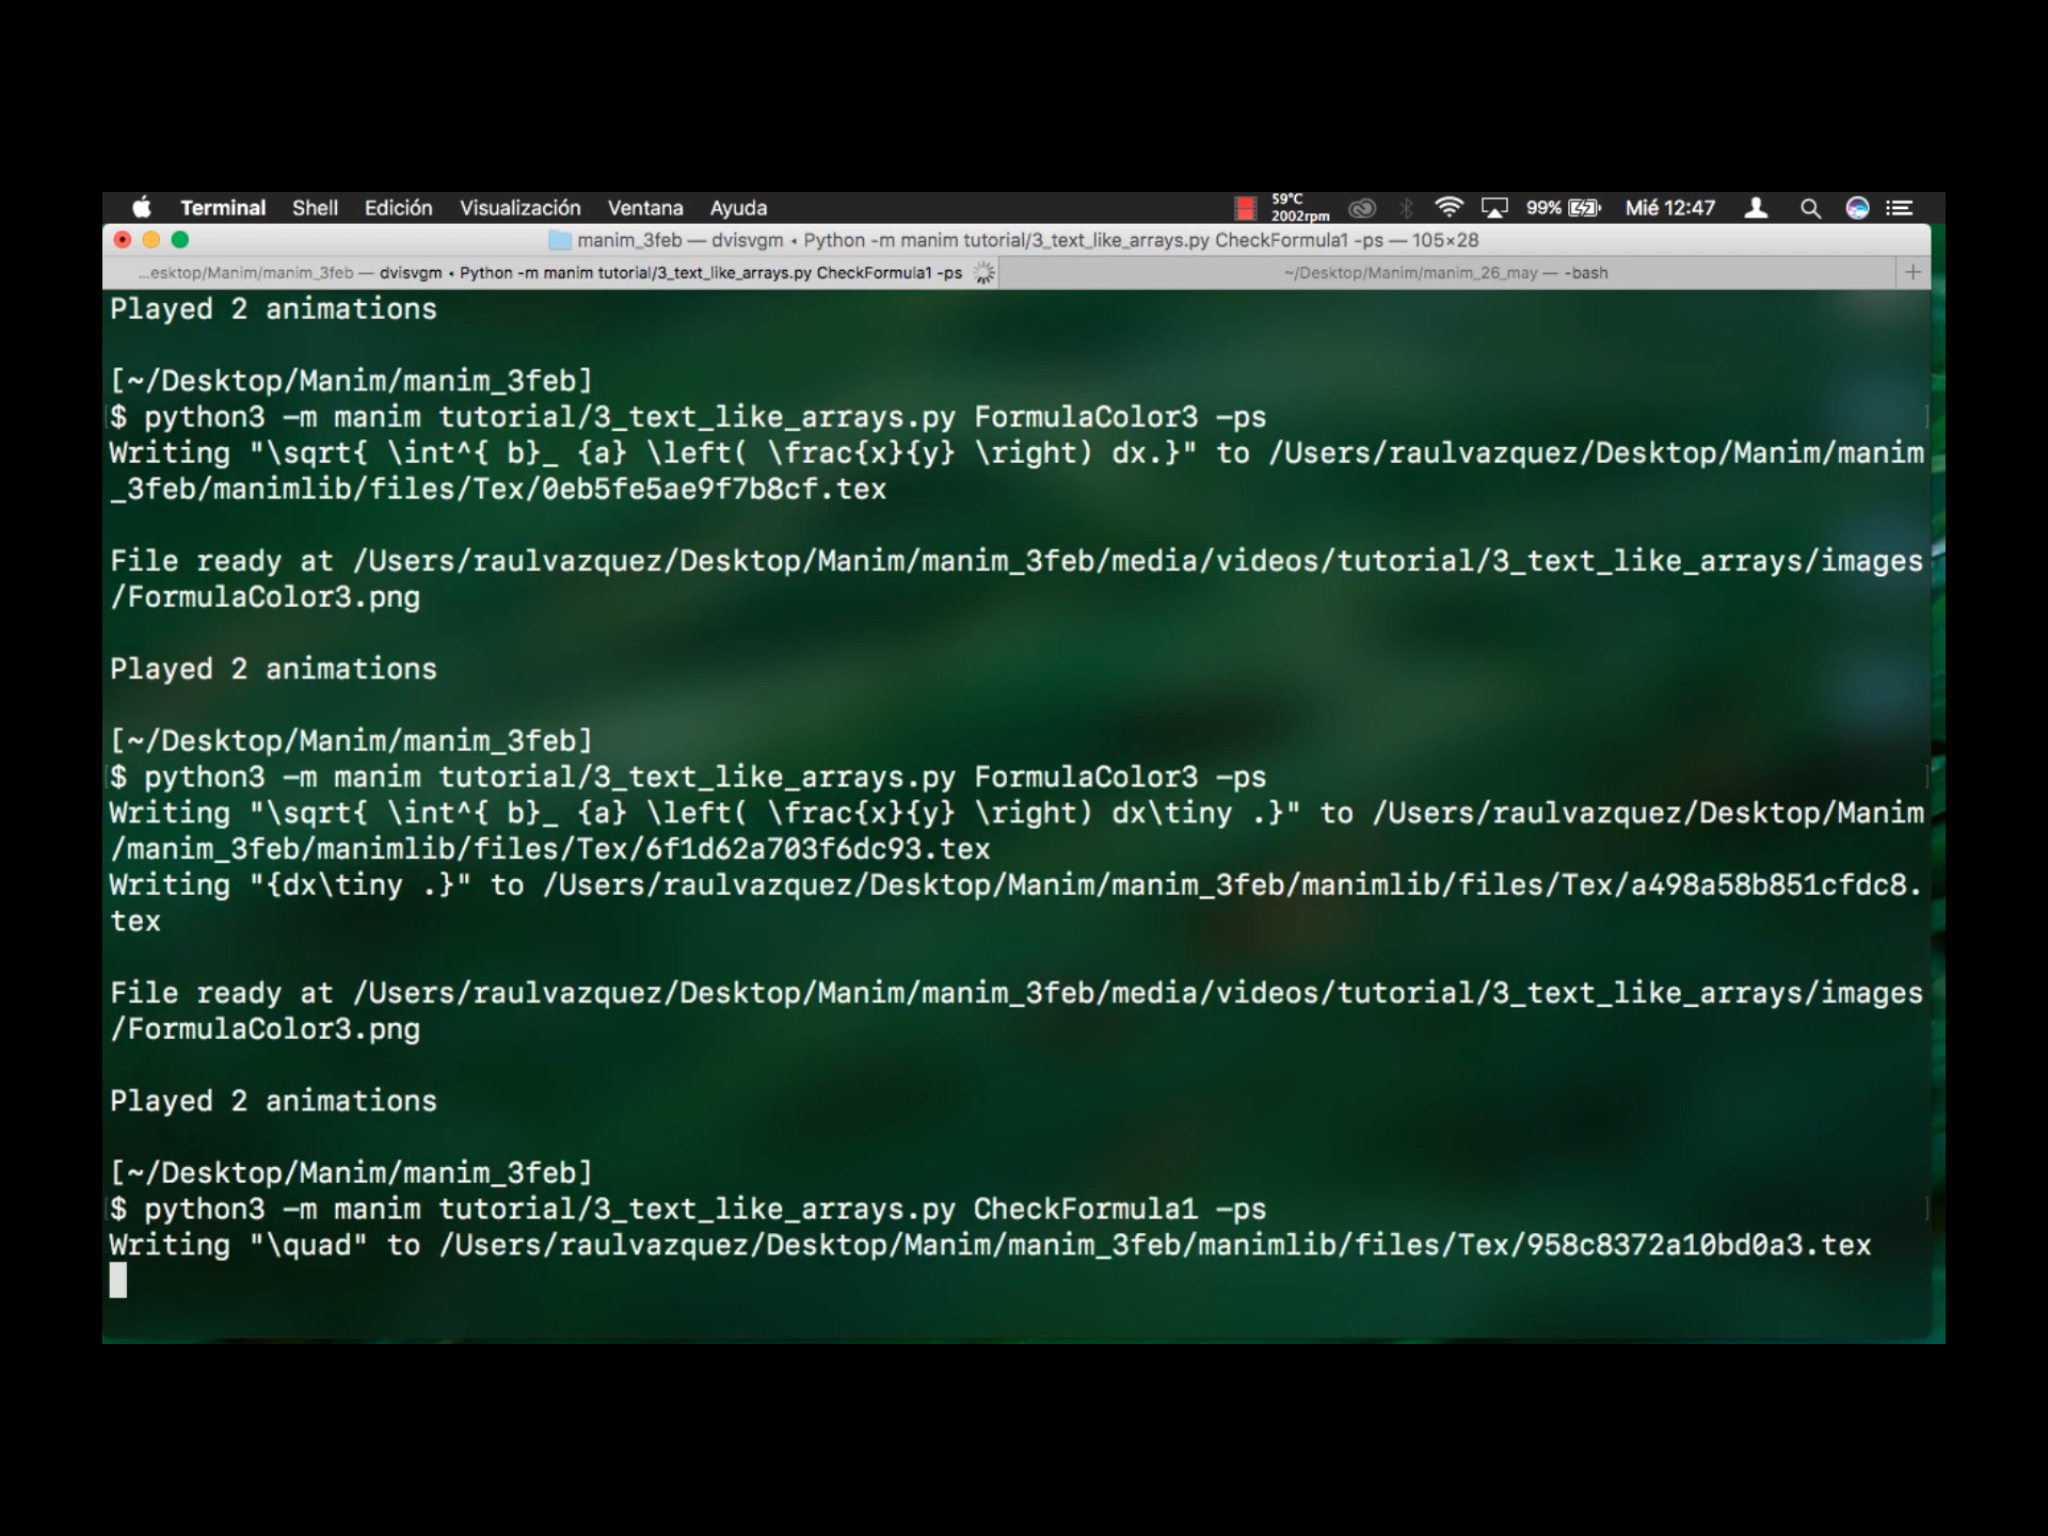 Terminal Shell Edición Visualización Ventana Ayuda 59°C 2002rpm 99% Mié 12:47
manim_3feb — dvisvgm ◂ Python -m manim tutorial/3_text_like_arrays.py CheckFormula1 -ps — 105×28
...esktop/Manim/manim_3feb — dvisvgm ◂ Python -m manim tutorial/3_text_like_arrays.py CheckFormula1 -ps ~/Desktop/Manim/manim_26_may — -bash +
Played 2 animations
[~/Desktop/Manim/manim_3feb]
$ python3 -m manim tutorial/3_text_like_arrays.py FormulaColor3 -ps
Writing "\sqrt{ \int^{ b}_ {a} \left( \frac{x}{y} \right) dx.}" to /Users/raulvazquez/Desktop/Manim/manim
_3feb/manimlib/files/Tex/0eb5fe5ae9f7b8cf.tex
File ready at /Users/raulvazquez/Desktop/Manim/manim_3feb/media/videos/tutorial/3_text_like_arrays/images
/FormulaColor3.png
Played 2 animations
[~/Desktop/Manim/manim_3feb]
$ python3 -m manim tutorial/3_text_like_arrays.py FormulaColor3 -ps
Writing "\sqrt{ \int^{ b}_ {a} \left( \frac{x}{y} \right) dx\tiny .}" to /Users/raulvazquez/Desktop/Manim
/manim_3feb/manimlib/files/Tex/6f1d62a703f6dc93.tex
Writing "{dx\tiny .}" to /Users/raulvazquez/Desktop/Manim/manim_3feb/manimlib/files/Tex/a498a58b851cfdc8.
tex
File ready at /Users/raulvazquez/Desktop/Manim/manim_3feb/media/videos/tutorial/3_text_like_arrays/images
/FormulaColor3.png
Played 2 animations
[~/Desktop/Manim/manim_3feb]
$ python3 -m manim tutorial/3_text_like_arrays.py CheckFormula1 -ps
Writing "\quad" to /Users/raulvazquez/Desktop/Manim/manim_3feb/manimlib/files/Tex/958c8372a10bd0a3.tex